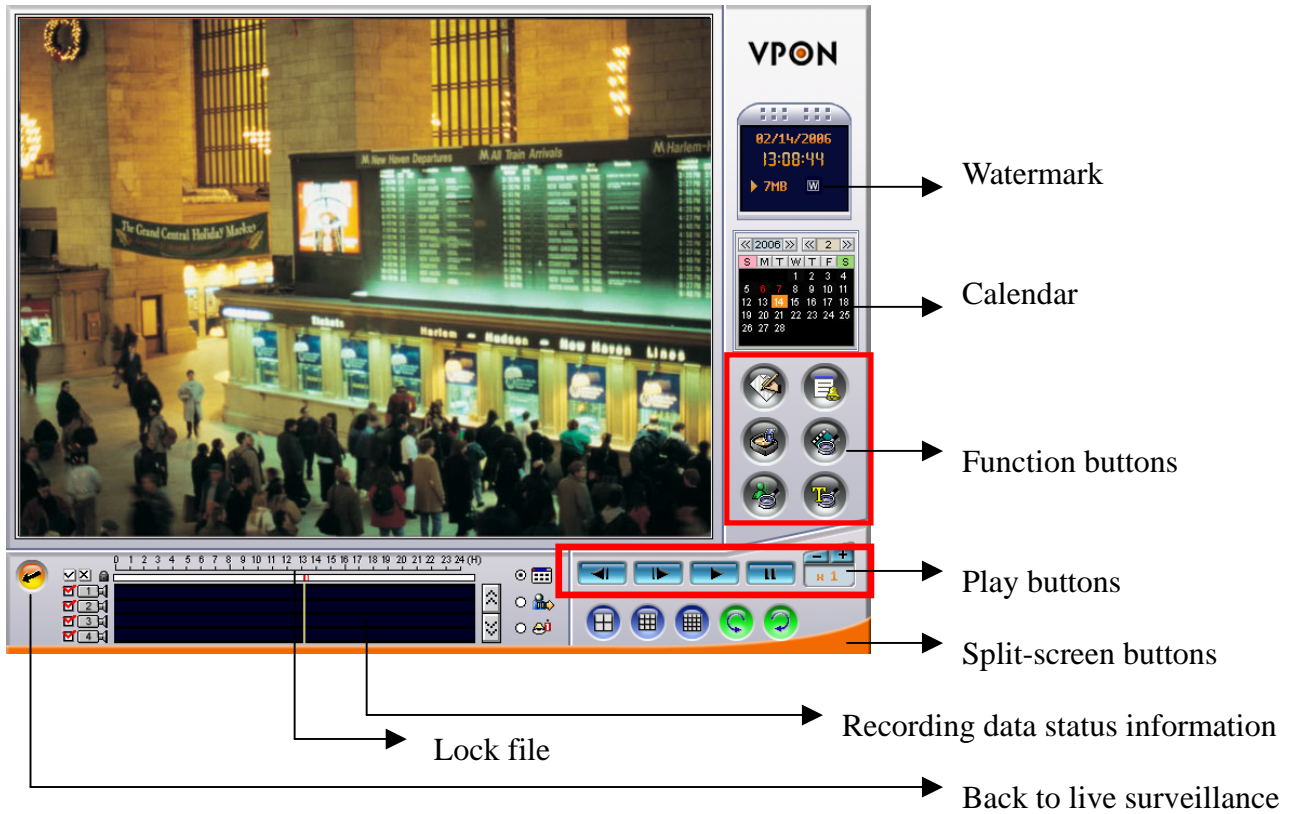 VPON
02/14/2006
13:08:44
7MB W
Watermark
2006 2
S M T W T F S
1 2 3 4
5 6 7 8 9 10 11
12 13 14 15 16 17 18
19 20 21 22 23 24 25
26 27 28
Calendar
New Haven Departures
All Train Arrivals
Harlem-H
The Grand Central Holiday Market
Tickets
Harlem - Hudson - New Haven Lines
Function buttons
0 1 2 3 4 5 6 7 8 9 10 11 12 13 14 15 16 17 18 19 20 21 22 23 24 (H)
1
2
3
4
x 1
Play buttons
Split-screen buttons
Recording data status information
Lock file
Back to live surveillance